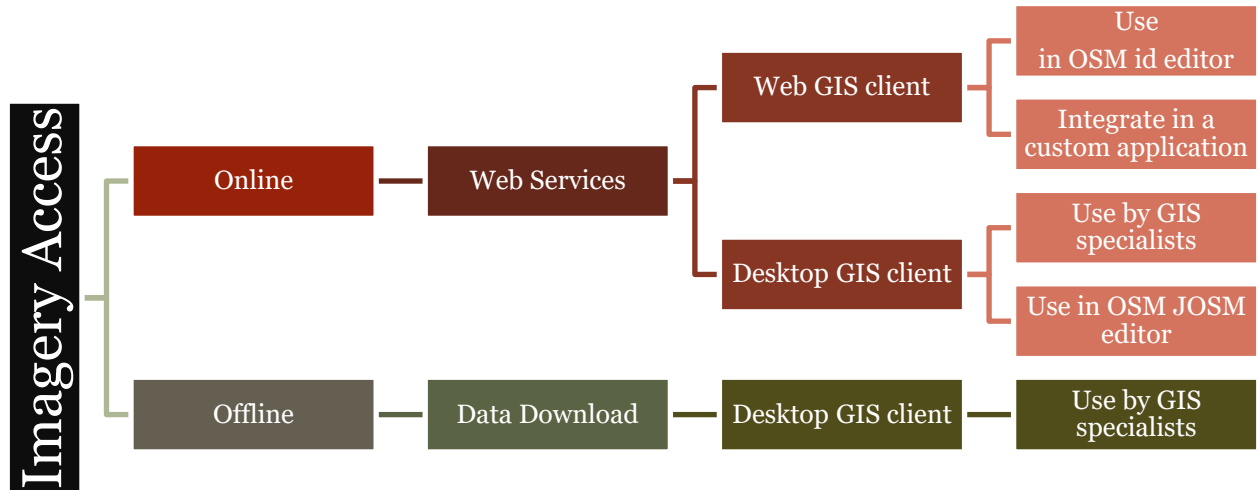 Imagery Access
Online
Web Services
Web GIS client
Use
in OSM id editor
Integrate in a
custom application
Desktop GIS client
Use by GIS
specialists
Use in OSM JOSM
editor
Offline
Data Download
Desktop GIS client
Use by GIS
specialists